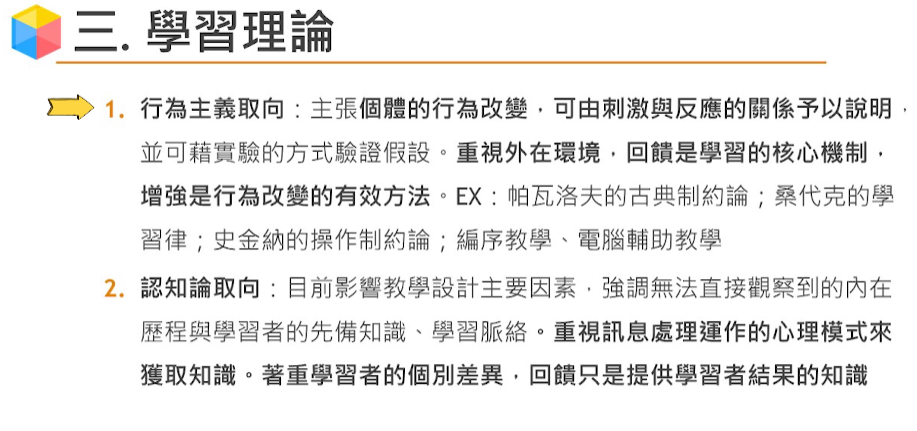 三. 學習理論
1. 行為主義取向：主張個體的行為改變，可由刺激與反應的關係予以說明，
並可藉實驗的方式驗證假設。重視外在環境，回饋是學習的核心機制，
增強是行為改變的有效方法。EX：帕瓦洛夫的古典制約論；桑代克的學
習律；史金納的操作制約論；編序教學、電腦輔助教學
2. 認知論取向：目前影響教學設計主要因素，強調無法直接觀察到的內在
歷程與學習者的先備知識、學習脈絡。重視訊息處理運作的心理模式來
獲取知識。著重學習者的個別差異，回饋只是提供學習者結果的知識